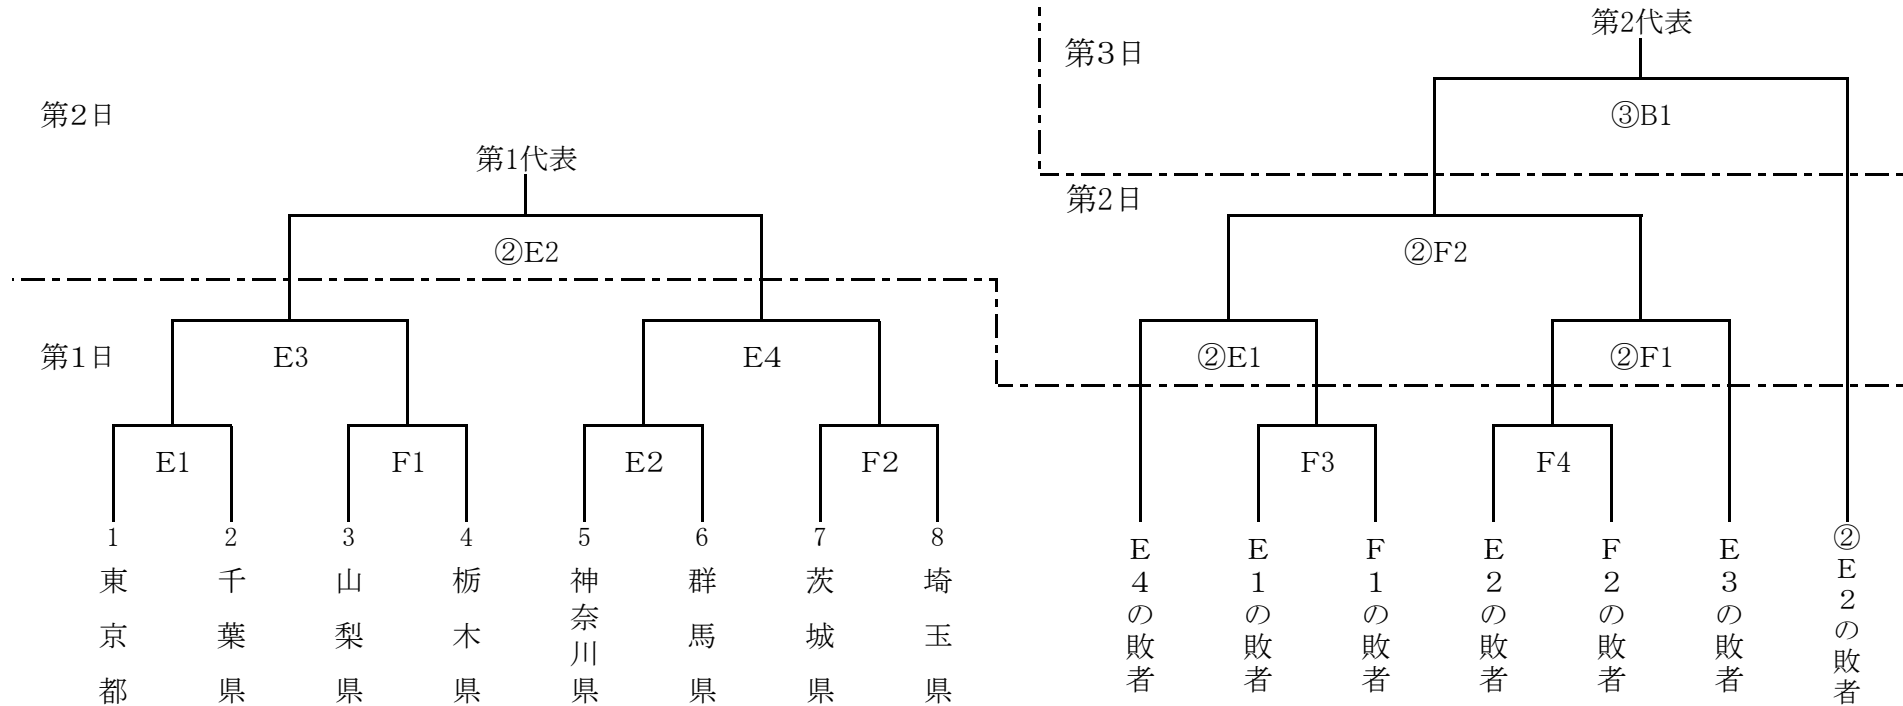 第2日
第1代表
②E2
第1日
E3
E4
E1
F1
E2
F2
1
東京都
2
千葉県
3
山梨県
4
栃木県
5
神奈川県
6
群馬県
7
茨城県
8
埼玉県
第3日
第2代表
③B1
第2日
②F2
②E1
②F1
F3
F4
E4の敗者
E1の敗者
F1の敗者
E2の敗者
F2の敗者
E3の敗者
②E2の敗者